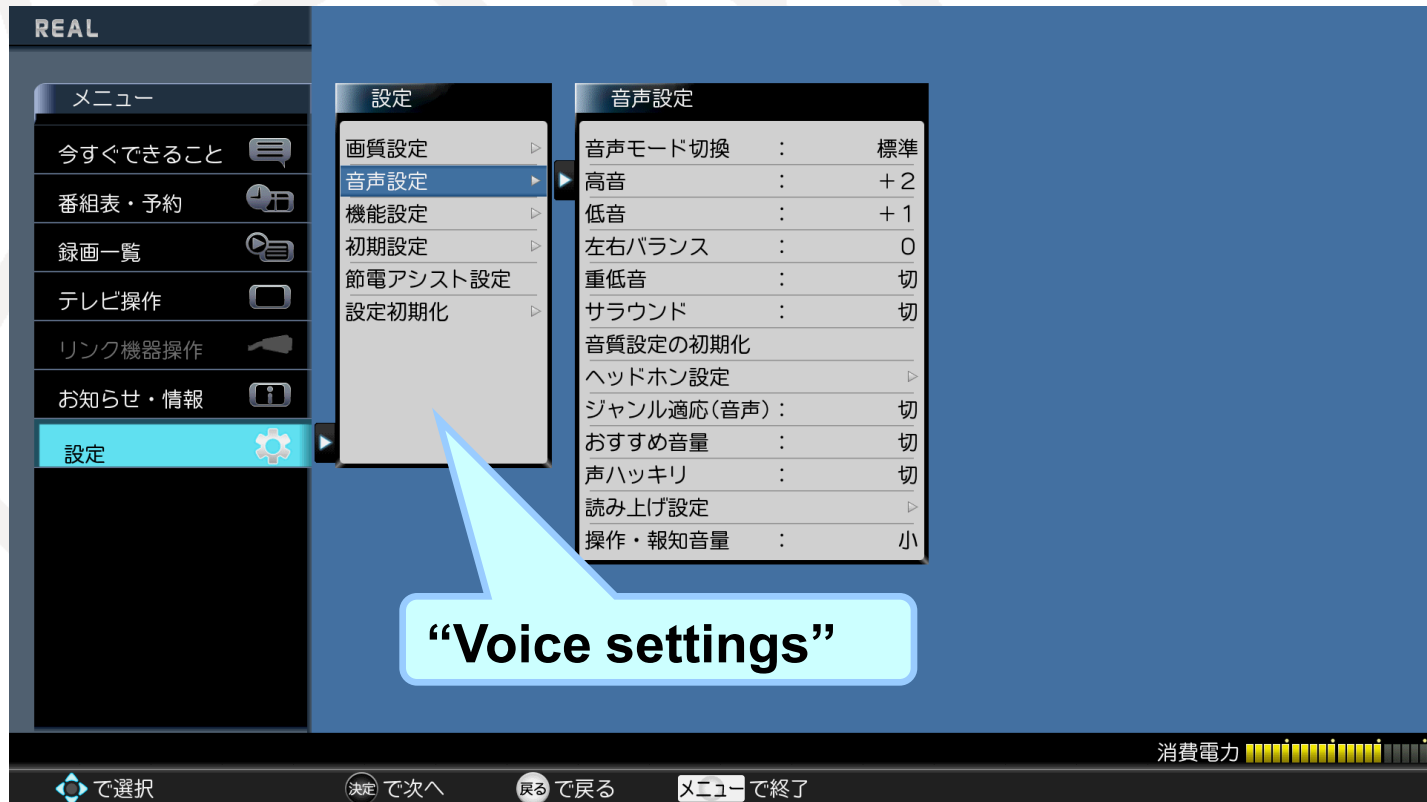 REAL
メニュー
今すぐできること
番組表・予約
録画一覧
テレビ操作
リンク機器操作
お知らせ・情報
設定
設定
画質設定
音声設定
機能設定
初期設定
節電アシスト設定
設定初期化
音声設定
音声モード切換 : 標準
高音 : +2
低音 : +1
左右バランス : 0
重低音 : 切
サラウンド : 切
音質設定の初期化
ヘッドホン設定
ジャンル適応(音声) : 切
おすすめ音量 : 切
声ハッキリ : 切
読み上げ設定
操作・報知音量 : 小
“Voice settings”
消費電力
で選択 決定 で次へ 戻る で戻る メニュー で終了